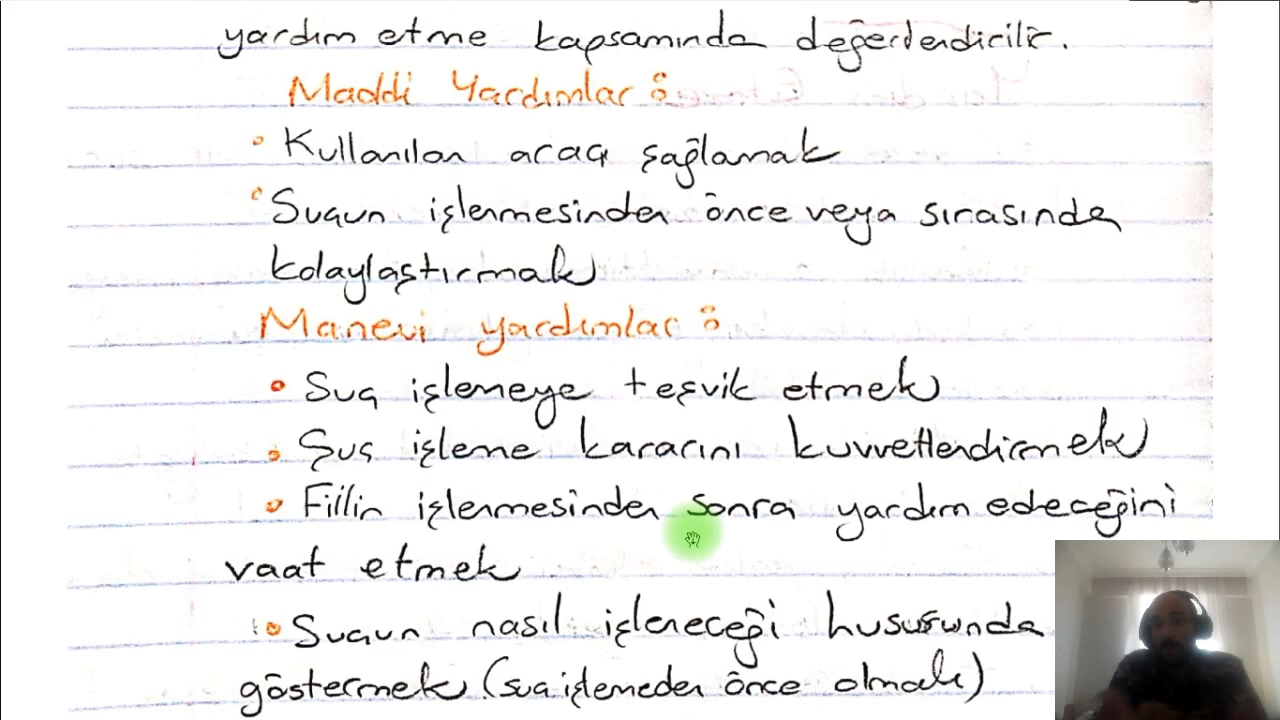 yardım etme kapsamında değerlendirilir.
Maddi Yardımlar :
• Kullanılan aracı sağlamak
• Suçun işlenmesinden önce veya sırasında
kolaylaştırmak
Manevi yardımlar :
• Suç işlemeye teşvik etmek
• Suç işleme kararını kuvvetlendirmek
• Fiilin işlenmesinden sonra yardım edeceğini
vaat etmek
• Suçun nasıl işleneceği hususunda
göstermek (suç işlemeden önce olmalı)